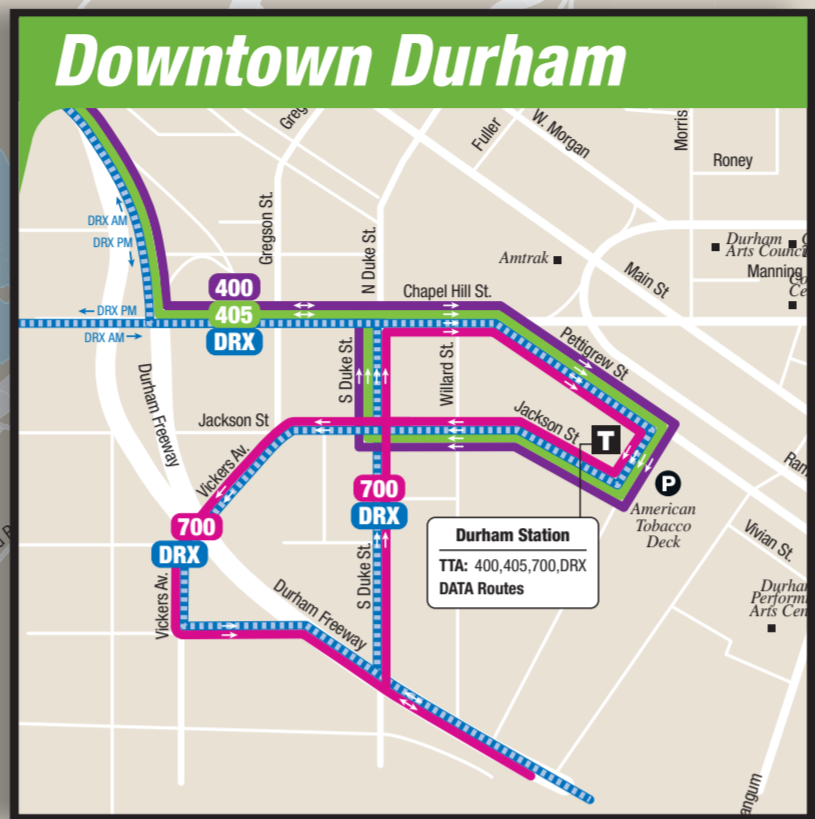 Downtown Durham
Fuller
W. Morgan
Morris
Roney
DRX AM
DRX PM
Gregson St.
N Duke St.
Amtrak
Durham
Arts Council
Manning
Main St
400
405
DRX
Chapel Hill St.
DRX PM
DRX AM
Pettigrew St
S Duke St.
Willard St.
Durham Freeway
Jackson St
Jackson St
T
Vickers Av.
P
American
Tobacco
Deck
700
DRX
700
DRX
Durham Station
TTA: 400,405,700,DRX
DATA Routes
Vivian St.
Vickers Av.
Durham Freeway
S Duke St.